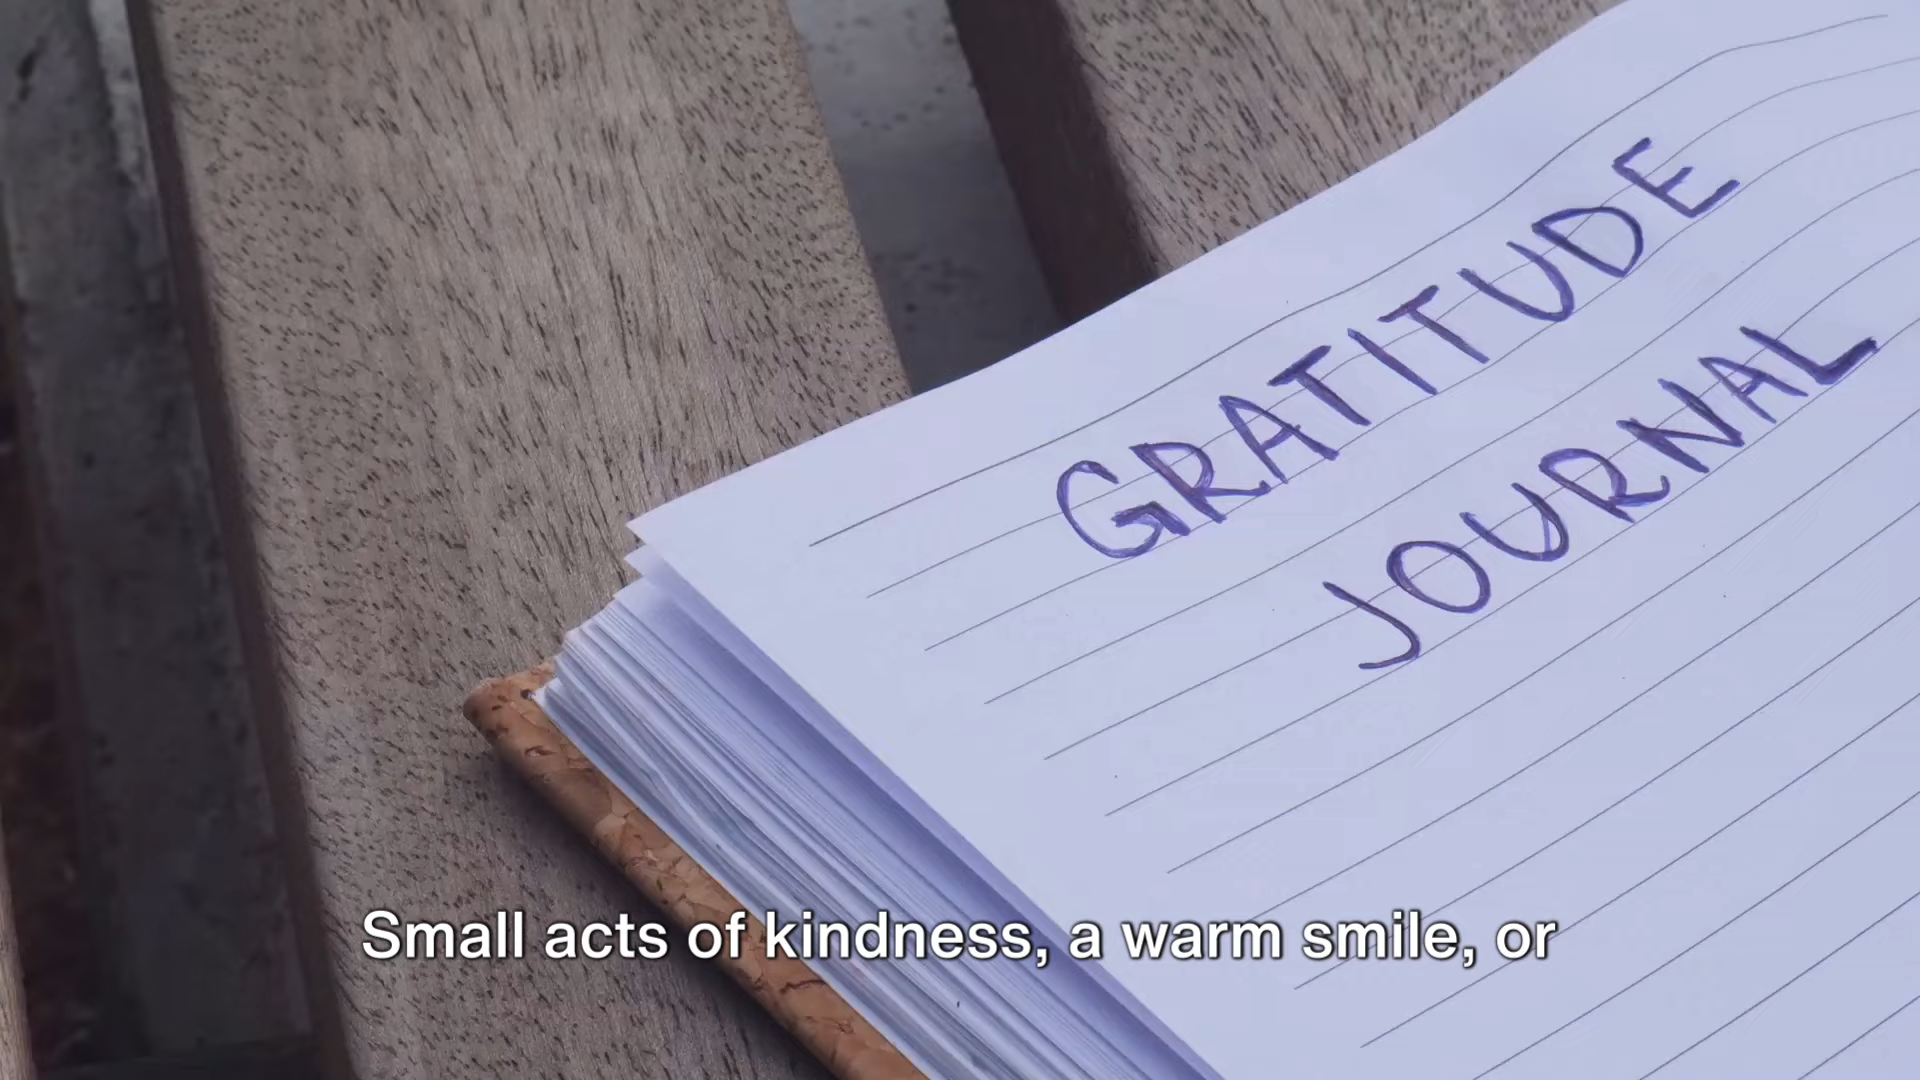 GRATITUDE
JOURNAL
Small acts of kindness, a warm smile, or